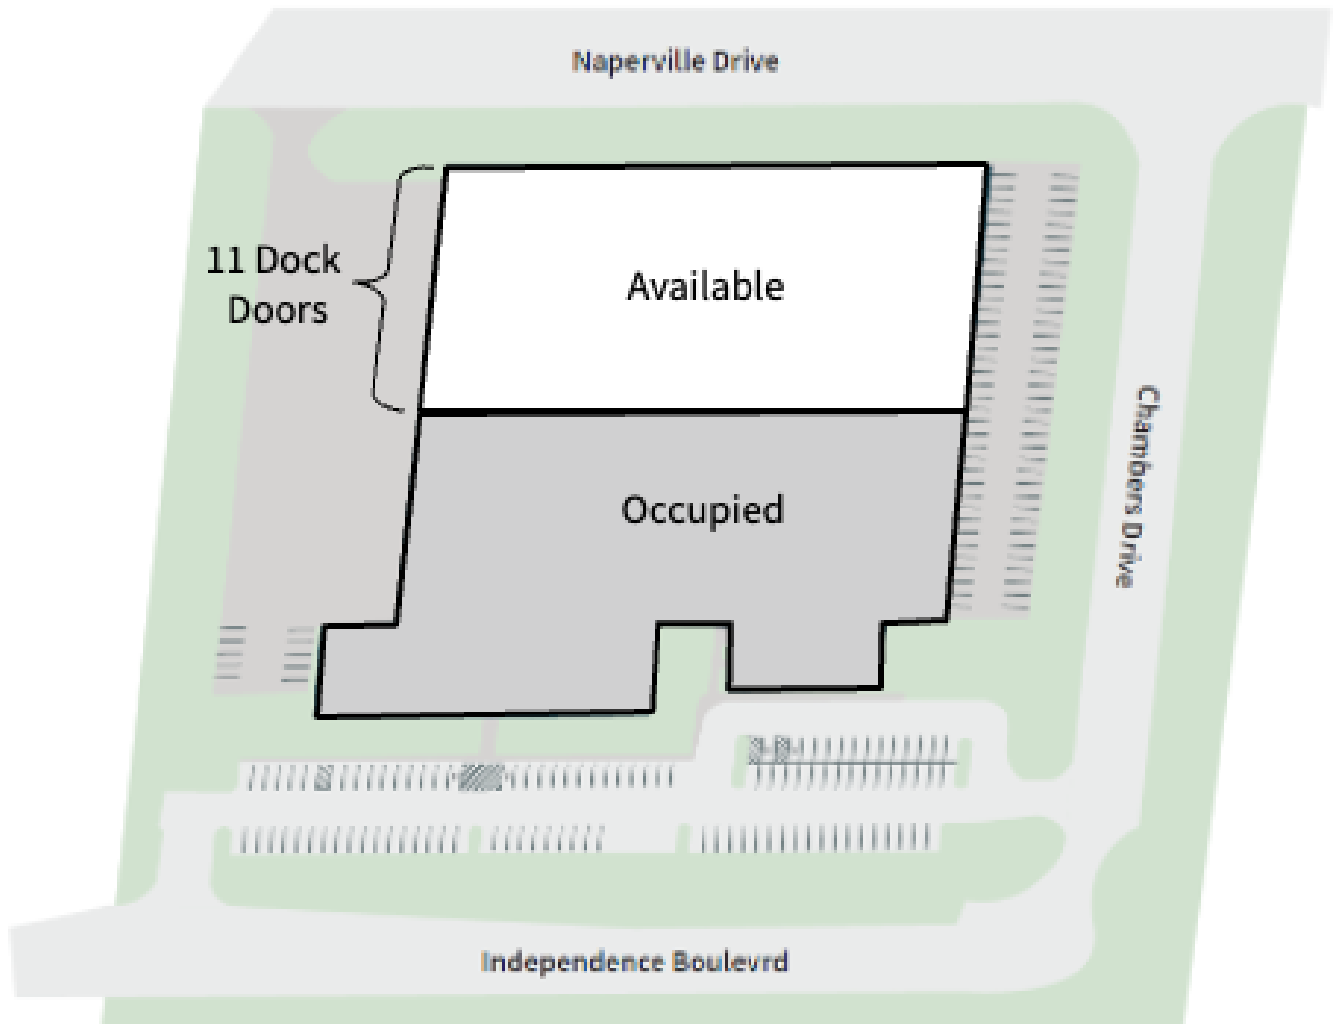 Naperville Drive
11 Dock
Doors
Available
Chambers Drive
Occupied
Independence Boulevrd